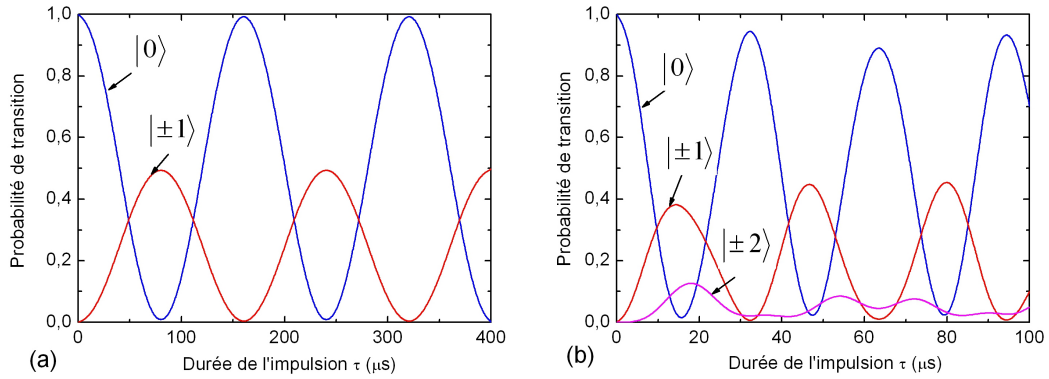 1,0
0,8
0,6
0,4
0,2
0,0
Probabilité de transition
|0⟩
|±1⟩
0 100 200 300 400
Durée de l'impulsion τ (μs)
(a)
1,0
0,8
0,6
0,4
0,2
0,0
Probabilité de transition
|0⟩
|±1⟩
|±2⟩
0 20 40 60 80 100
Durée de l'impulsion τ (μs)
(b)